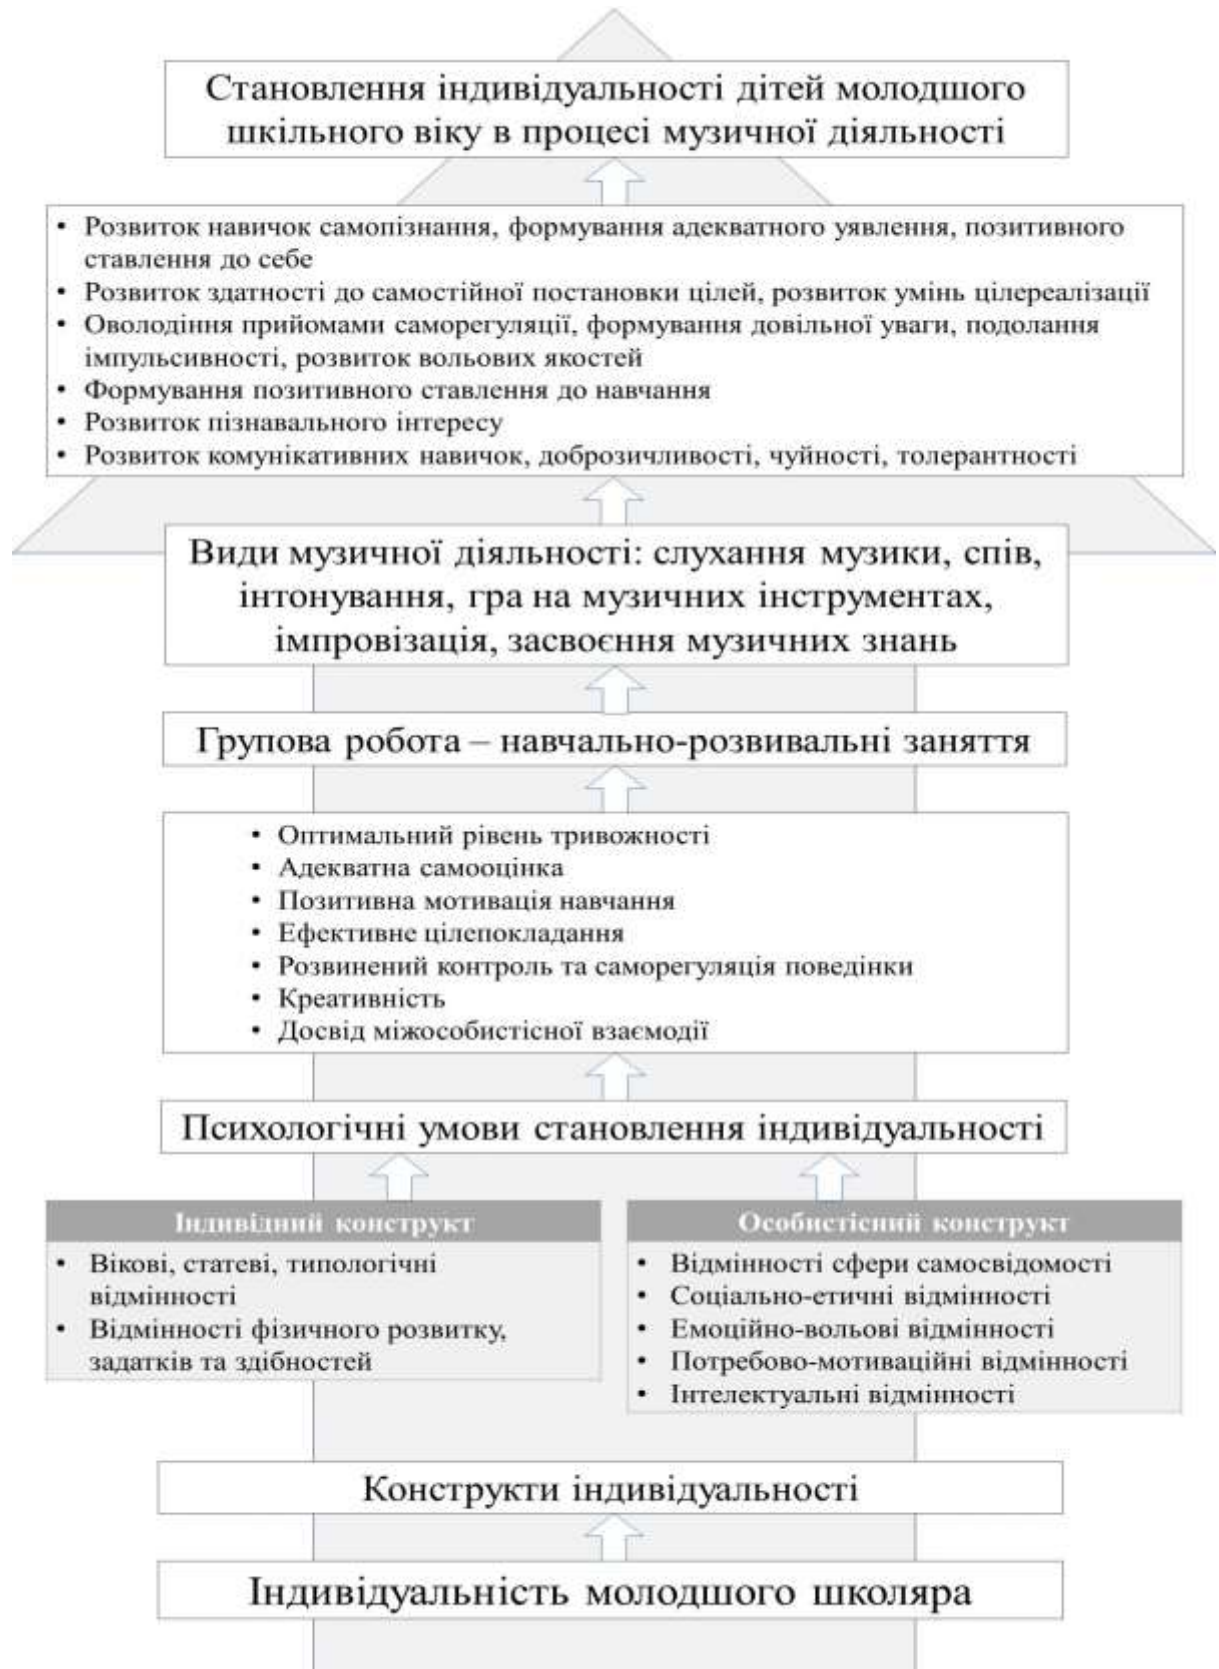 Становлення індивідуальності дітей молодшого
шкільного віку в процесі музичної діяльності
• Розвиток навичок самопізнання, формування адекватного уявлення, позитивного
ставлення до себе
• Розвиток здатності до самостійної постановки цілей, розвиток умінь цілереалізації
• Оволодіння прийомами саморегуляції, формування довільної уваги, подолання
імпульсивності, розвиток вольових якостей
• Формування позитивного ставлення до навчання
• Розвиток пізнавального інтересу
• Розвиток комунікативних навичок, доброзичливості, чуйності, толерантності
Види музичної діяльності: слухання музики, спів,
інтонування, гра на музичних інструментах,
імпровізація, засвоєння музичних знань
Групова робота – навчально-розвивальні заняття
• Оптимальний рівень тривожності
• Адекватна самооцінка
• Позитивна мотивація навчання
• Ефективне цілепокладання
• Розвинений контроль та саморегуляція поведінки
• Креативність
• Досвід міжособистісної взаємодії
Психологічні умови становлення індивідуальності
Індивідний конструкт
• Вікові, статеві, типологічні
відмінності
• Відмінності фізичного розвитку,
задатків та здібностей
Особистісний конструкт
• Відмінності сфери самосвідомості
• Соціально-етичні відмінності
• Емоційно-вольові відмінності
• Потребово-мотиваційні відмінності
• Інтелектуальні відмінності
Конструкти індивідуальності
Індивідуальність молодшого школяра